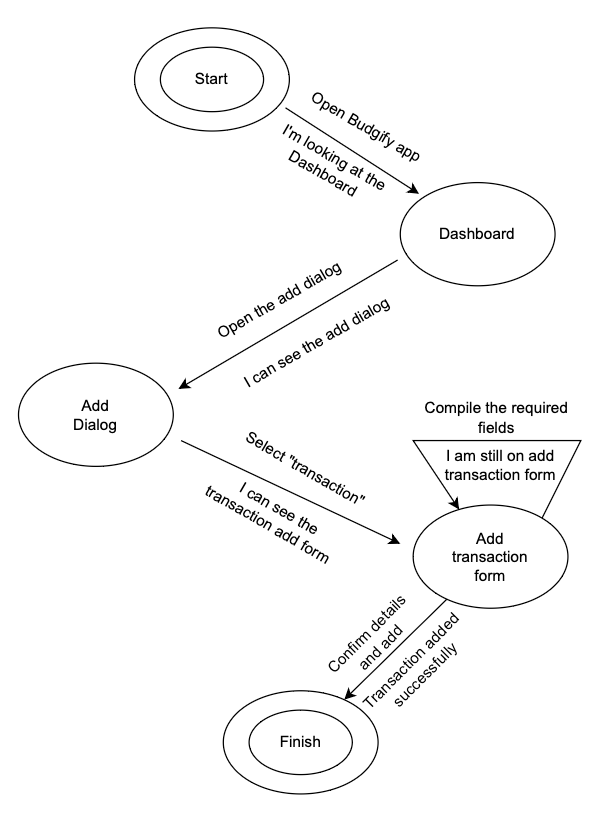 Start
Open Budgify app
I'm looking at the
Dashboard
Dashboard
Open the add dialog
I can see the add dialog
Add
Dialog
Select "transaction"
I can see the
transaction add form
Compile the required
fields
I am still on add
transaction form
Add
transaction
form
Confirm details
and add
Transaction added
successfully
Finish